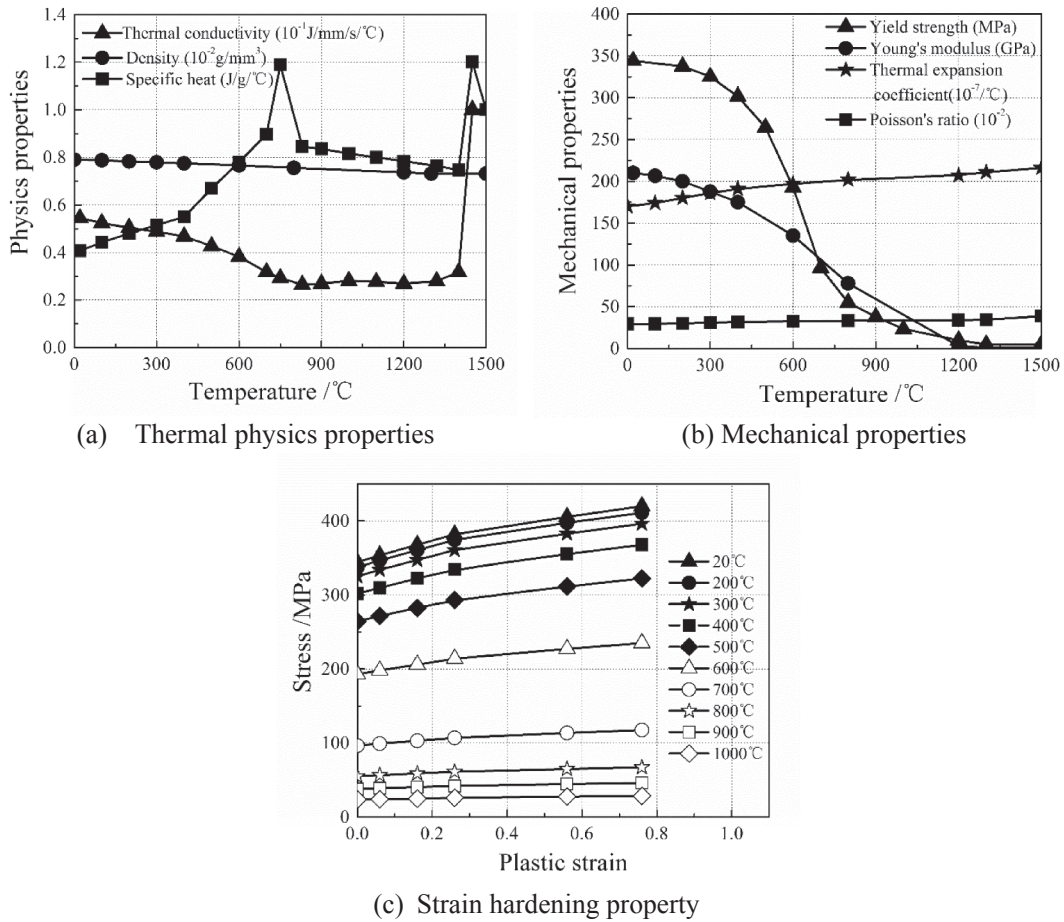 Thermal conductivity (10⁻¹J/mm/s/℃)
Density (10⁻²g/mm³)
Specific heat (J/g/℃)
Physics properties
1.4
1.2
1.0
0.8
0.6
0.4
0.2
0.0
0 300 600 900 1200 1500
Temperature /℃
(a) Thermal physics properties
Yield strength (MPa)
Young's modulus (GPa)
Thermal expansion
coefficient(10⁻⁷/℃)
Poisson's ratio (10⁻²)
Mechanical properties
400
350
300
250
200
150
100
50
0
0 300 600 900 1200 1500
Temperature /℃
(b) Mechanical properties
Stress /MPa
400
300
200
100
0
20℃
200℃
300℃
400℃
500℃
600℃
700℃
800℃
900℃
1000℃
0.0 0.2 0.4 0.6 0.8 1.0
Plastic strain
(c) Strain hardening property